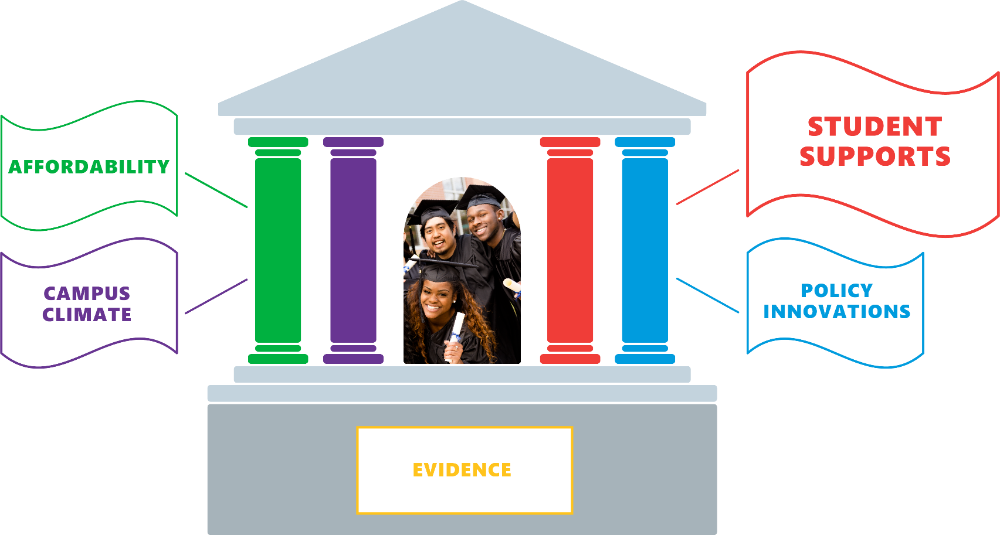 AFFORDABILITY
CAMPUS
CLIMATE
STUDENT
SUPPORTS
POLICY
INNOVATIONS
EVIDENCE